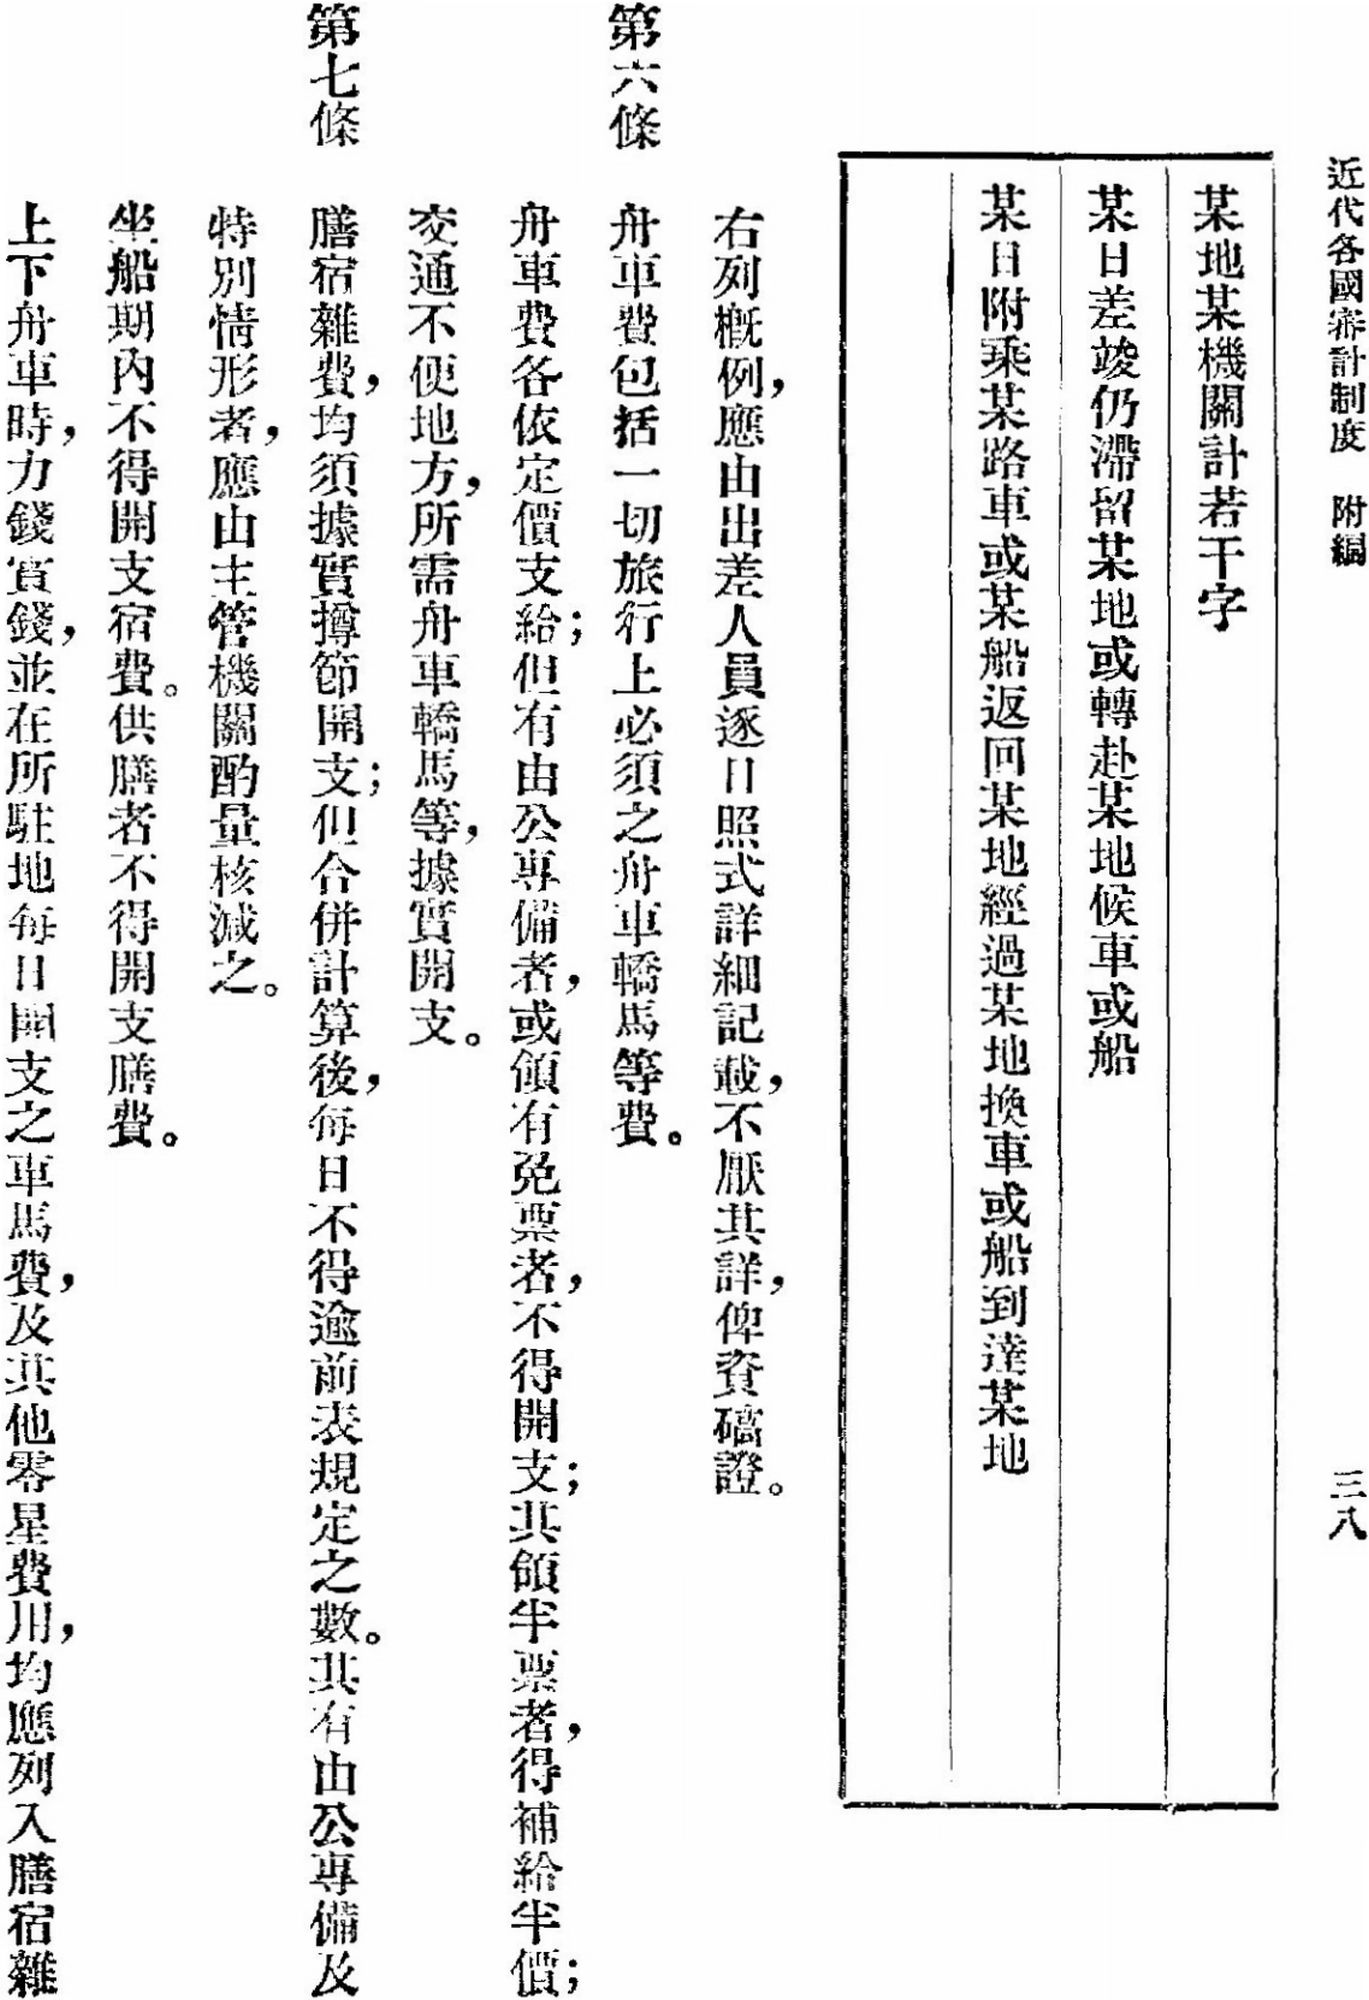 近代各國審計制度　附編　三八
某地某機關計若干字
某日差竣仍滯留某地或轉赴某地候車或船
某日附乘某路車或某船返回某地經過某地換車或船到達某地
右列概例，應由出差人員逐日照式詳細記載，不厭其詳，俾資確證。
第六條　舟車費包括一切旅行上必須之舟車轎馬等費。
舟車費各依定價支給；但有由公專備者，或領有免票者，不得開支；其領半票者，得補給半價；
交通不便地方，所需舟車轎馬等，據實開支。
第七條　膳宿雜費，均須據實撙節開支；但合併計算後，每日不得逾前表規定之數。其有由公專備及
特別情形者，應由主管機關酌量核減之。
坐船期內不得開支宿費。供膳者不得開支膳費。
上下舟車時，力錢賞錢，並在所駐地每日開支之車馬費，及其他零星費用，均應列入膳宿雜